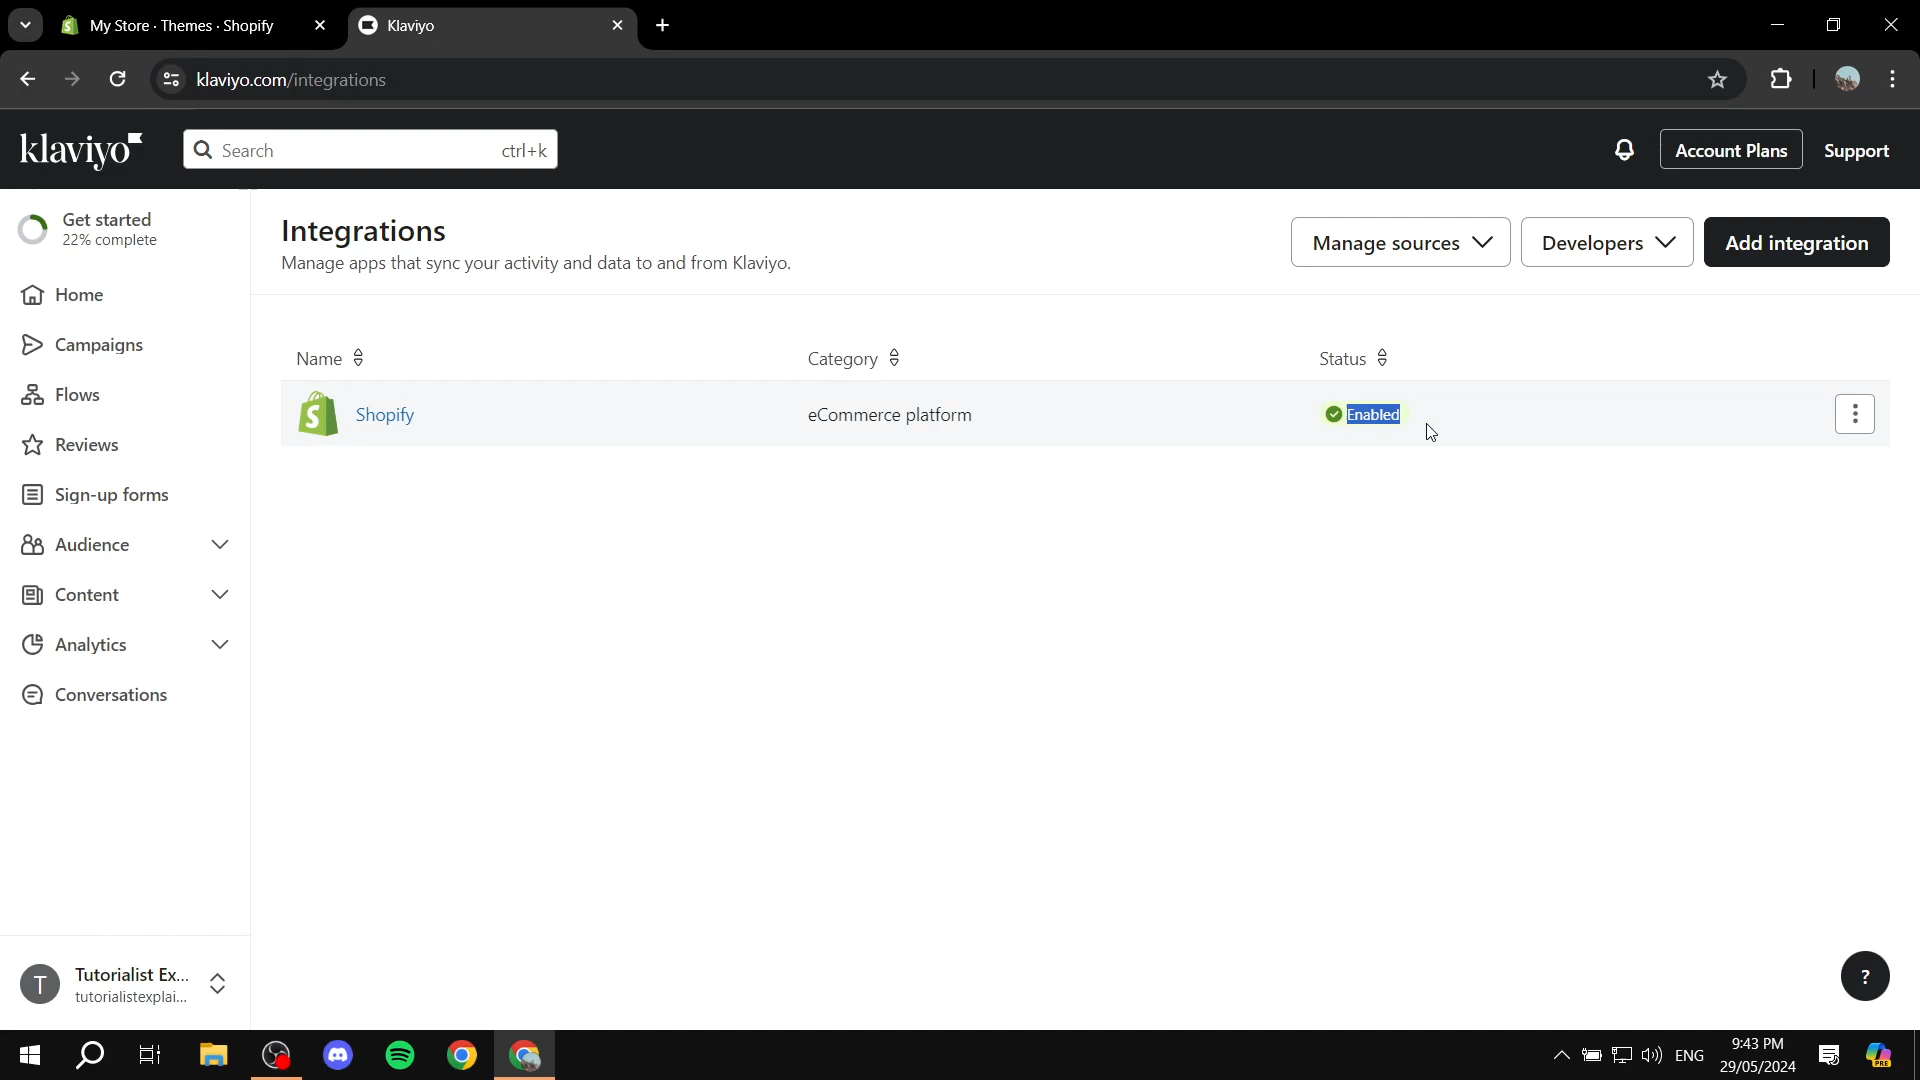 My Store · Themes · Shopify
Klaviyo
klaviyo.com/integrations
klaviyo
Search
ctrl+k
Account Plans
Support
Get started
22% complete
Integrations
Manage apps that sync your activity and data to and from Klaviyo.
Manage sources
Developers
Add integration
Home
Campaigns
Flows
Reviews
Sign-up forms
Audience
Content
Analytics
Conversations
Name
Category
Status
Shopify
eCommerce platform
Enabled
T
Tutorialist Ex...
tutorialistexplai...
?
ENG
9:43 PM
29/05/2024
PRE